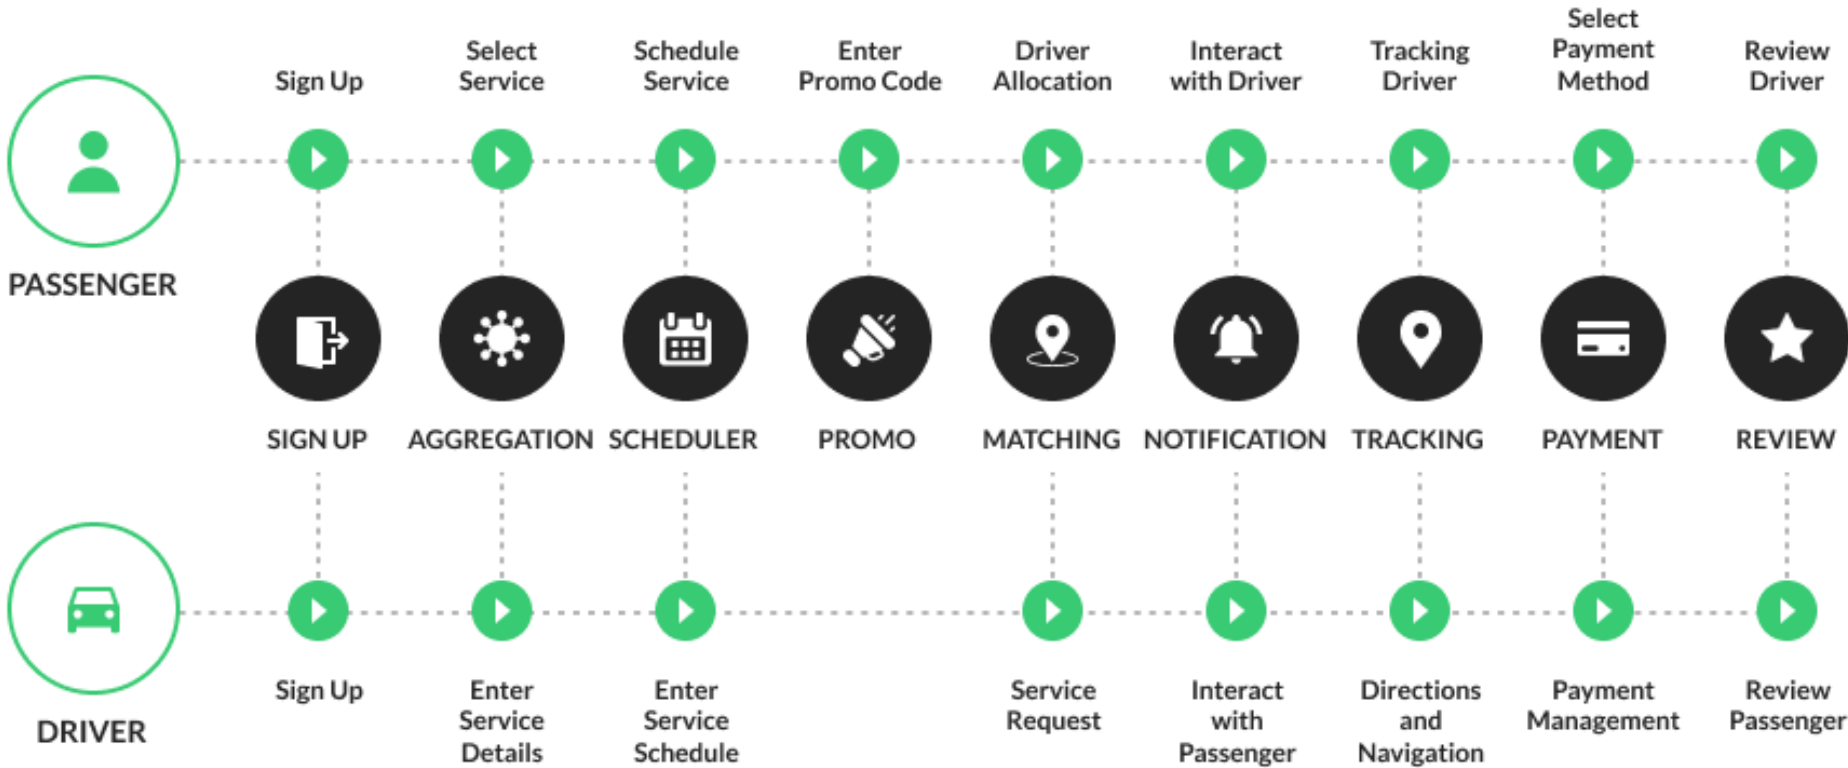 Sign Up
Select
Service
Schedule
Service
Enter
Promo Code
Driver
Allocation
Interact
with Driver
Tracking
Driver
Select
Payment
Method
Review
Driver
PASSENGER
SIGN UP
AGGREGATION
SCHEDULER
PROMO
MATCHING
NOTIFICATION
TRACKING
PAYMENT
REVIEW
DRIVER
Sign Up
Enter
Service
Details
Enter
Service
Schedule
Service
Request
Interact
with
Passenger
Directions
and
Navigation
Payment
Management
Review
Passenger